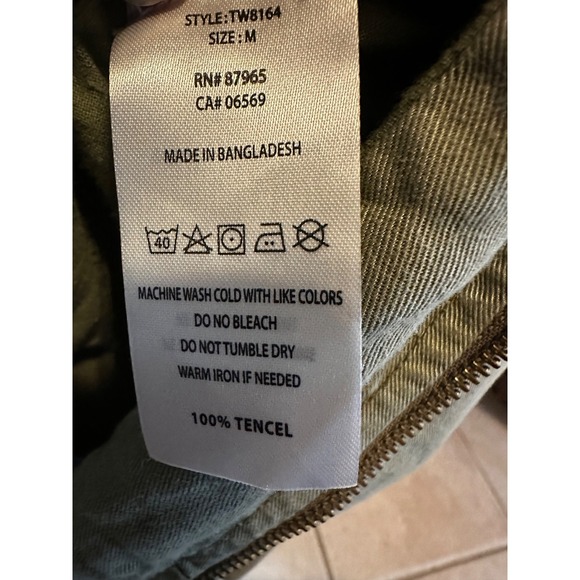 STYLE: TW8164
SIZE: M
RN# 87965
CA# 06569
MADE IN BANGLADESH
40
MACHINE WASH COLD WITH LIKE COLORS
DO NO BLEACH
DO NOT TUMBLE DRY
WARM IRON IF NEEDED
100% TENCEL